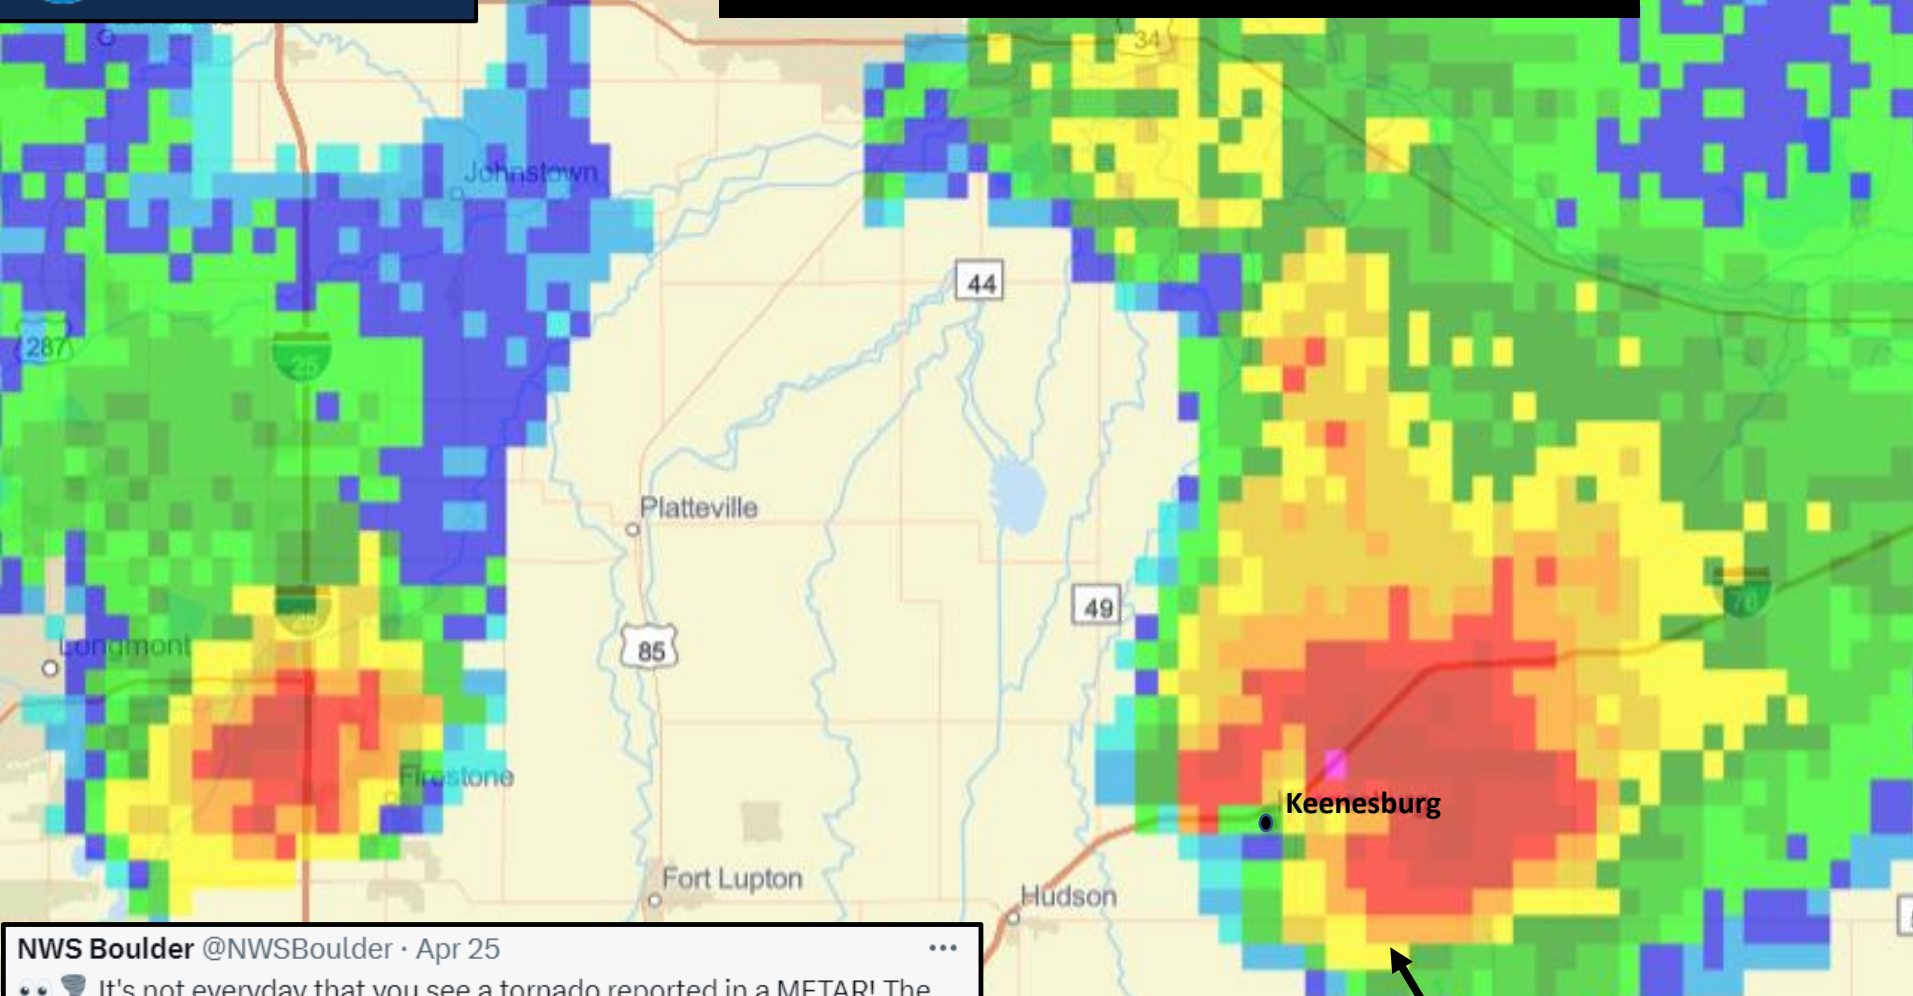 34
Johnstown
44
287
25
Platteville
49
76
25
Longmont
85
Firestone
Keenesburg
Fort Lupton
Hudson
NWS Boulder @NWSBoulder · Apr 25
👀 🌪️ It's not everyday that you see a tornado reported in a METAR! The